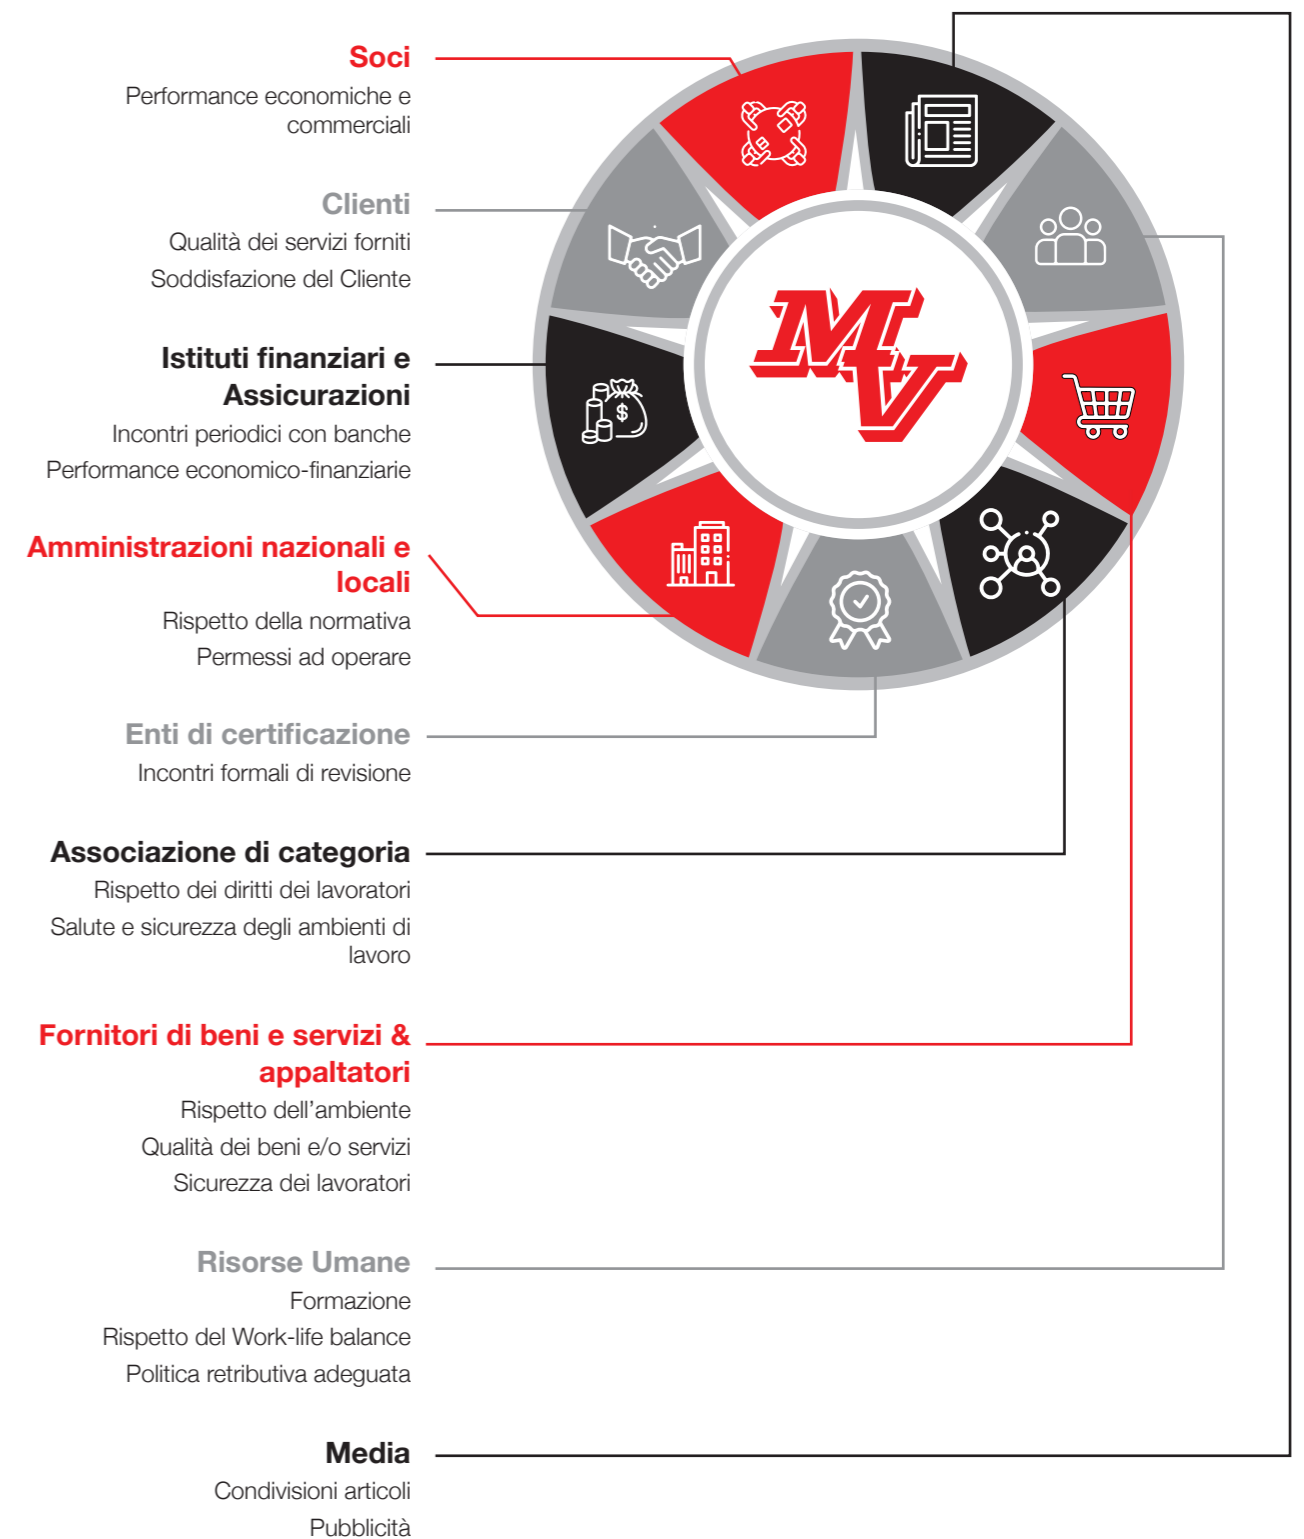 Soci
Performance economiche e
commerciali
Clienti
Qualità dei servizi forniti
Soddisfazione del Cliente
Istituti finanziari e
Assicurazioni
Incontri periodici con banche
Performance economico-finanziarie
Amministrazioni nazionali e
locali
Rispetto della normativa
Permessi ad operare
Enti di certificazione
Incontri formali di revisione
Associazione di categoria
Rispetto dei diritti dei lavoratori
Salute e sicurezza degli ambienti di
lavoro
Fornitori di beni e servizi &
appaltatori
Rispetto dell’ambiente
Qualità dei beni e/o servizi
Sicurezza dei lavoratori
Risorse Umane
Formazione
Rispetto del Work-life balance
Politica retributiva adeguata
Media
Condivisioni articoli
Pubblicità
$
MV